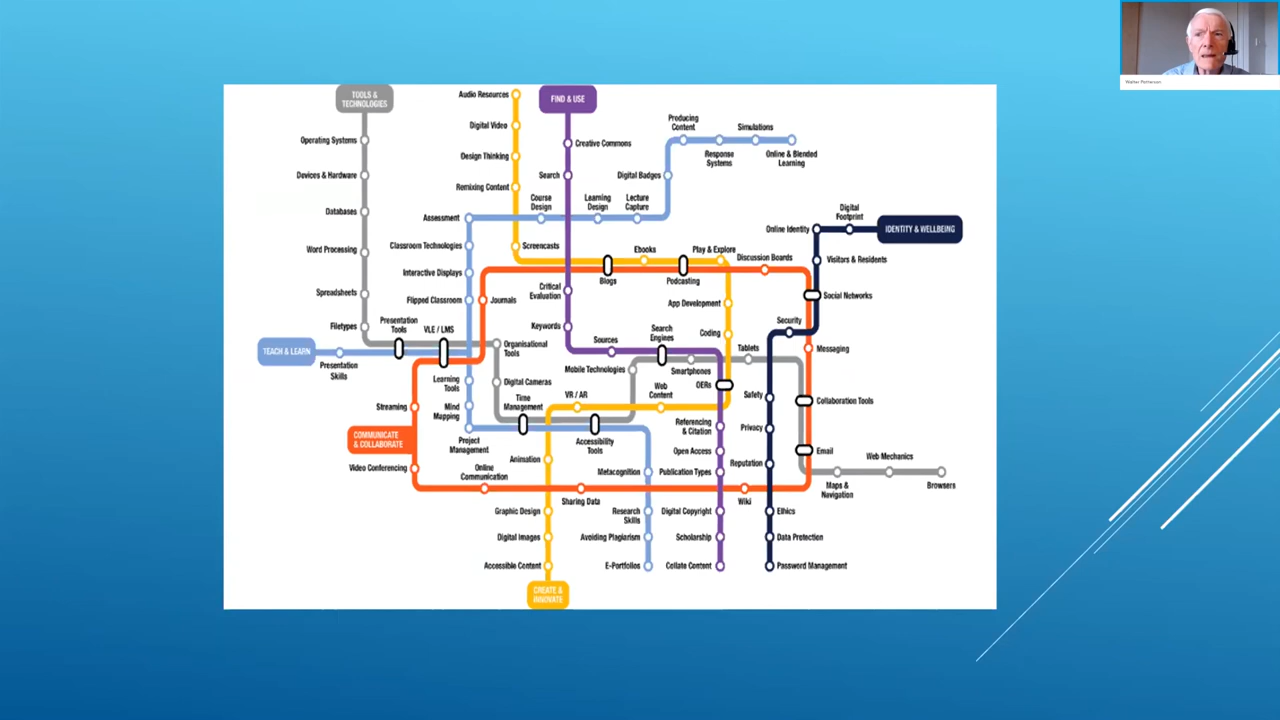 Walter Patterson
TOOLS &
TECHNOLOGIES
Audio Resources
FIND & USE
Digital Video
Producing
Content
Simulations
Operating Systems
Creative Commons
Response
Systems
Online & Blended
Learning
Design Thinking
Devices & Hardware
Search
Digital Badges
Remixing Content
Databases
Course
Design
Learning
Design
Lecture
Capture
Assessment
Digital
Footprint
Online Identity
IDENTITY & WELLBEING
Word Processing
Classroom Technologies
Screencasts
Ebooks
Play & Explore
Discussion Boards
Visitors & Residents
Interactive Displays
Blogs
Podcasting
Spreadsheets
Flipped Classroom
Journals
Critical
Evaluation
App Development
Social Networks
Filetypes
Presentation
Tools
VLE / LMS
Keywords
Search
Engines
Coding
Security
TEACH & LEARN
Organisational
Tools
Sources
Tablets
Messaging
Presentation
Skills
Mobile Technologies
Smartphones
Learning
Tools
Digital Cameras
OERs
Streaming
Mind
Mapping
Time
Management
VR / AR
Web
Content
Safety
Collaboration Tools
COMMUNICATE
& COLLABORATE
Project
Management
Accessibility
Tools
Referencing
& Citation
Privacy
Video Conferencing
Online
Communication
Animation
Metacognition
Open Access
Publication Types
Reputation
Email
Web Mechanics
Maps &
Navigation
Browsers
Sharing Data
Wiki
Graphic Design
Research
Skills
Digital Copyright
Ethics
Digital Images
Avoiding Plagiarism
Scholarship
Data Protection
Accessible Content
E-Portfolios
Collate Content
Password Management
CREATE &
INNOVATE